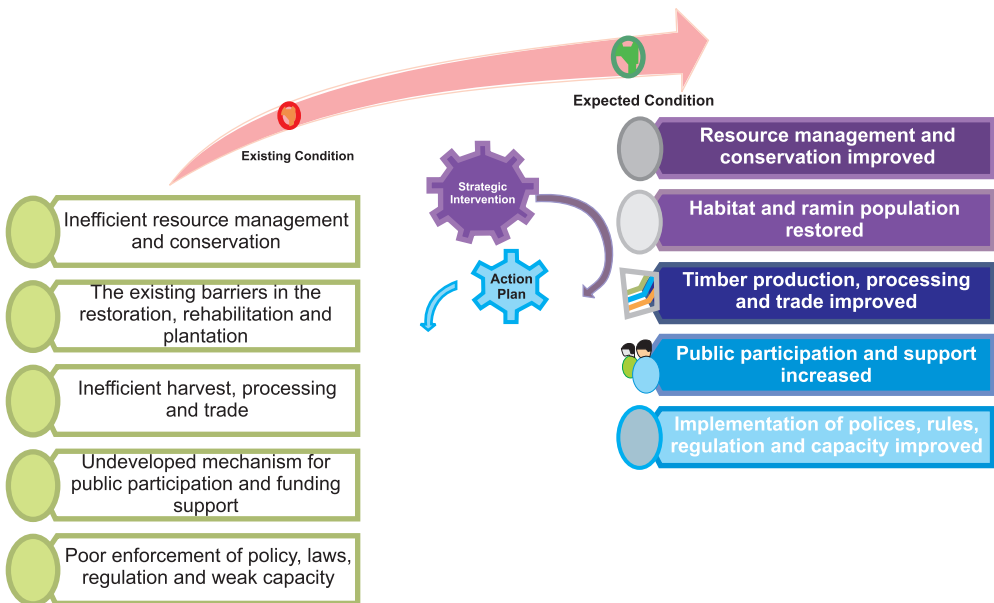 Expected Condition
Existing Condition
Inefficient resource management
and conservation
The existing barriers in the
restoration, rehabilitation and
plantation
Inefficient harvest, processing
and trade
Undeveloped mechanism for
public participation and funding
support
Poor enforcement of policy, laws,
regulation and weak capacity
Strategic
Intervention
Action
Plan
Resource management and
conservation improved
Habitat and ramin population
restored
Timber production, processing
and trade improved
Public participation and support
increased
Implementation of polices, rules,
regulation and capacity improved